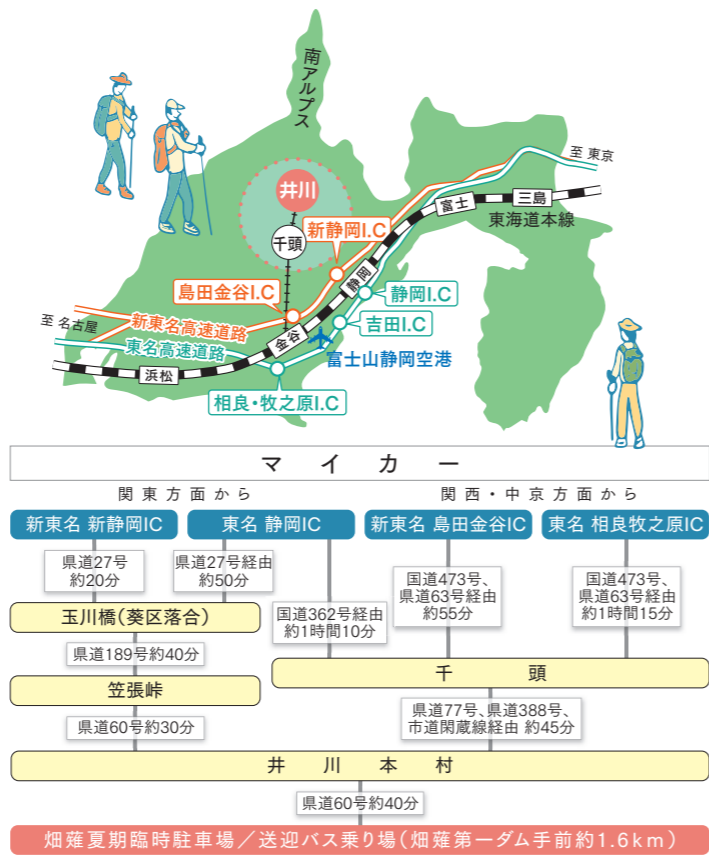 南アルプス
至 東京
井川
富士
三島
東海道本線
千頭
新静岡I.C
静岡
島田金谷I.C
静岡I.C
至 名古屋
新東名高速道路
吉田I.C
金谷
東名高速道路
富士山静岡空港
浜松
相良・牧之原I.C
マイカー
関東方面から
関西・中京方面から
新東名 新静岡IC
東名 静岡IC
新東名 島田金谷IC
東名 相良牧之原IC
県道27号
約20分
県道27号経由
約50分
国道473号、
県道63号経由
約55分
国道473号、
県道63号経由
約1時間15分
玉川橋(葵区落合)
国道362号経由
約1時間10分
県道189号約40分
千頭
笠張峠
県道77号、県道388号、
市道閑蔵線経由 約45分
県道60号約30分
井川本村
県道60号約40分
畑薙夏期臨時駐車場/送迎バス乗り場(畑薙第一ダム手前約1.6km)